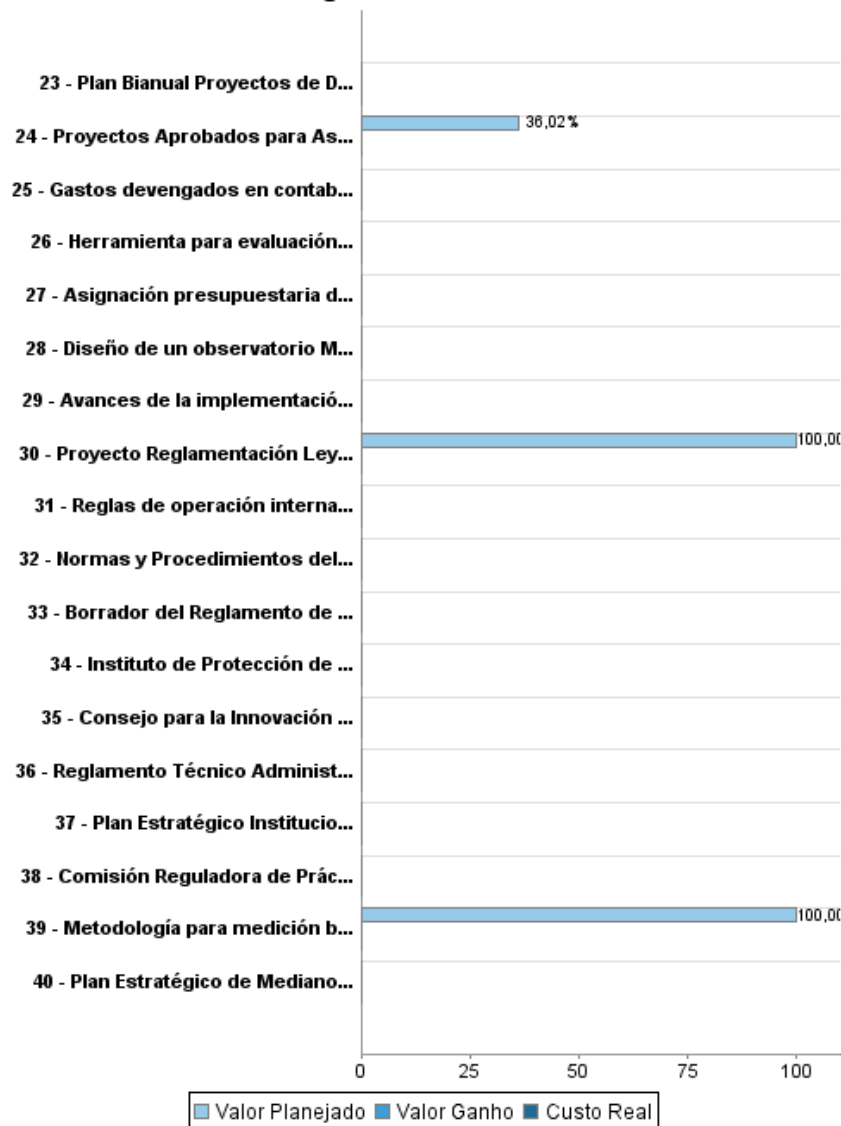 23 - Plan Bianual Proyectos de D...
36,02%
24 - Proyectos Aprobados para As...
25 - Gastos devengados en contab...
26 - Herramienta para evaluación...
27 - Asignación presupuestaria d...
28 - Diseño de un observatorio M...
29 - Avances de la implementació...
100,00
30 - Proyecto Reglamentación Ley...
31 - Reglas de operación interna...
32 - Normas y Procedimientos del...
33 - Borrador del Reglamento de ...
34 - Instituto de Protección de ...
35 - Consejo para la Innovación ...
36 - Reglamento Técnico Administ...
37 - Plan Estratégico Institucio...
38 - Comisión Reguladora de Prác...
100,00
39 - Metodología para medición b...
40 - Plan Estratégico de Mediano...
0 25 50 75 100
Valor Planejado Valor Ganho Custo Real